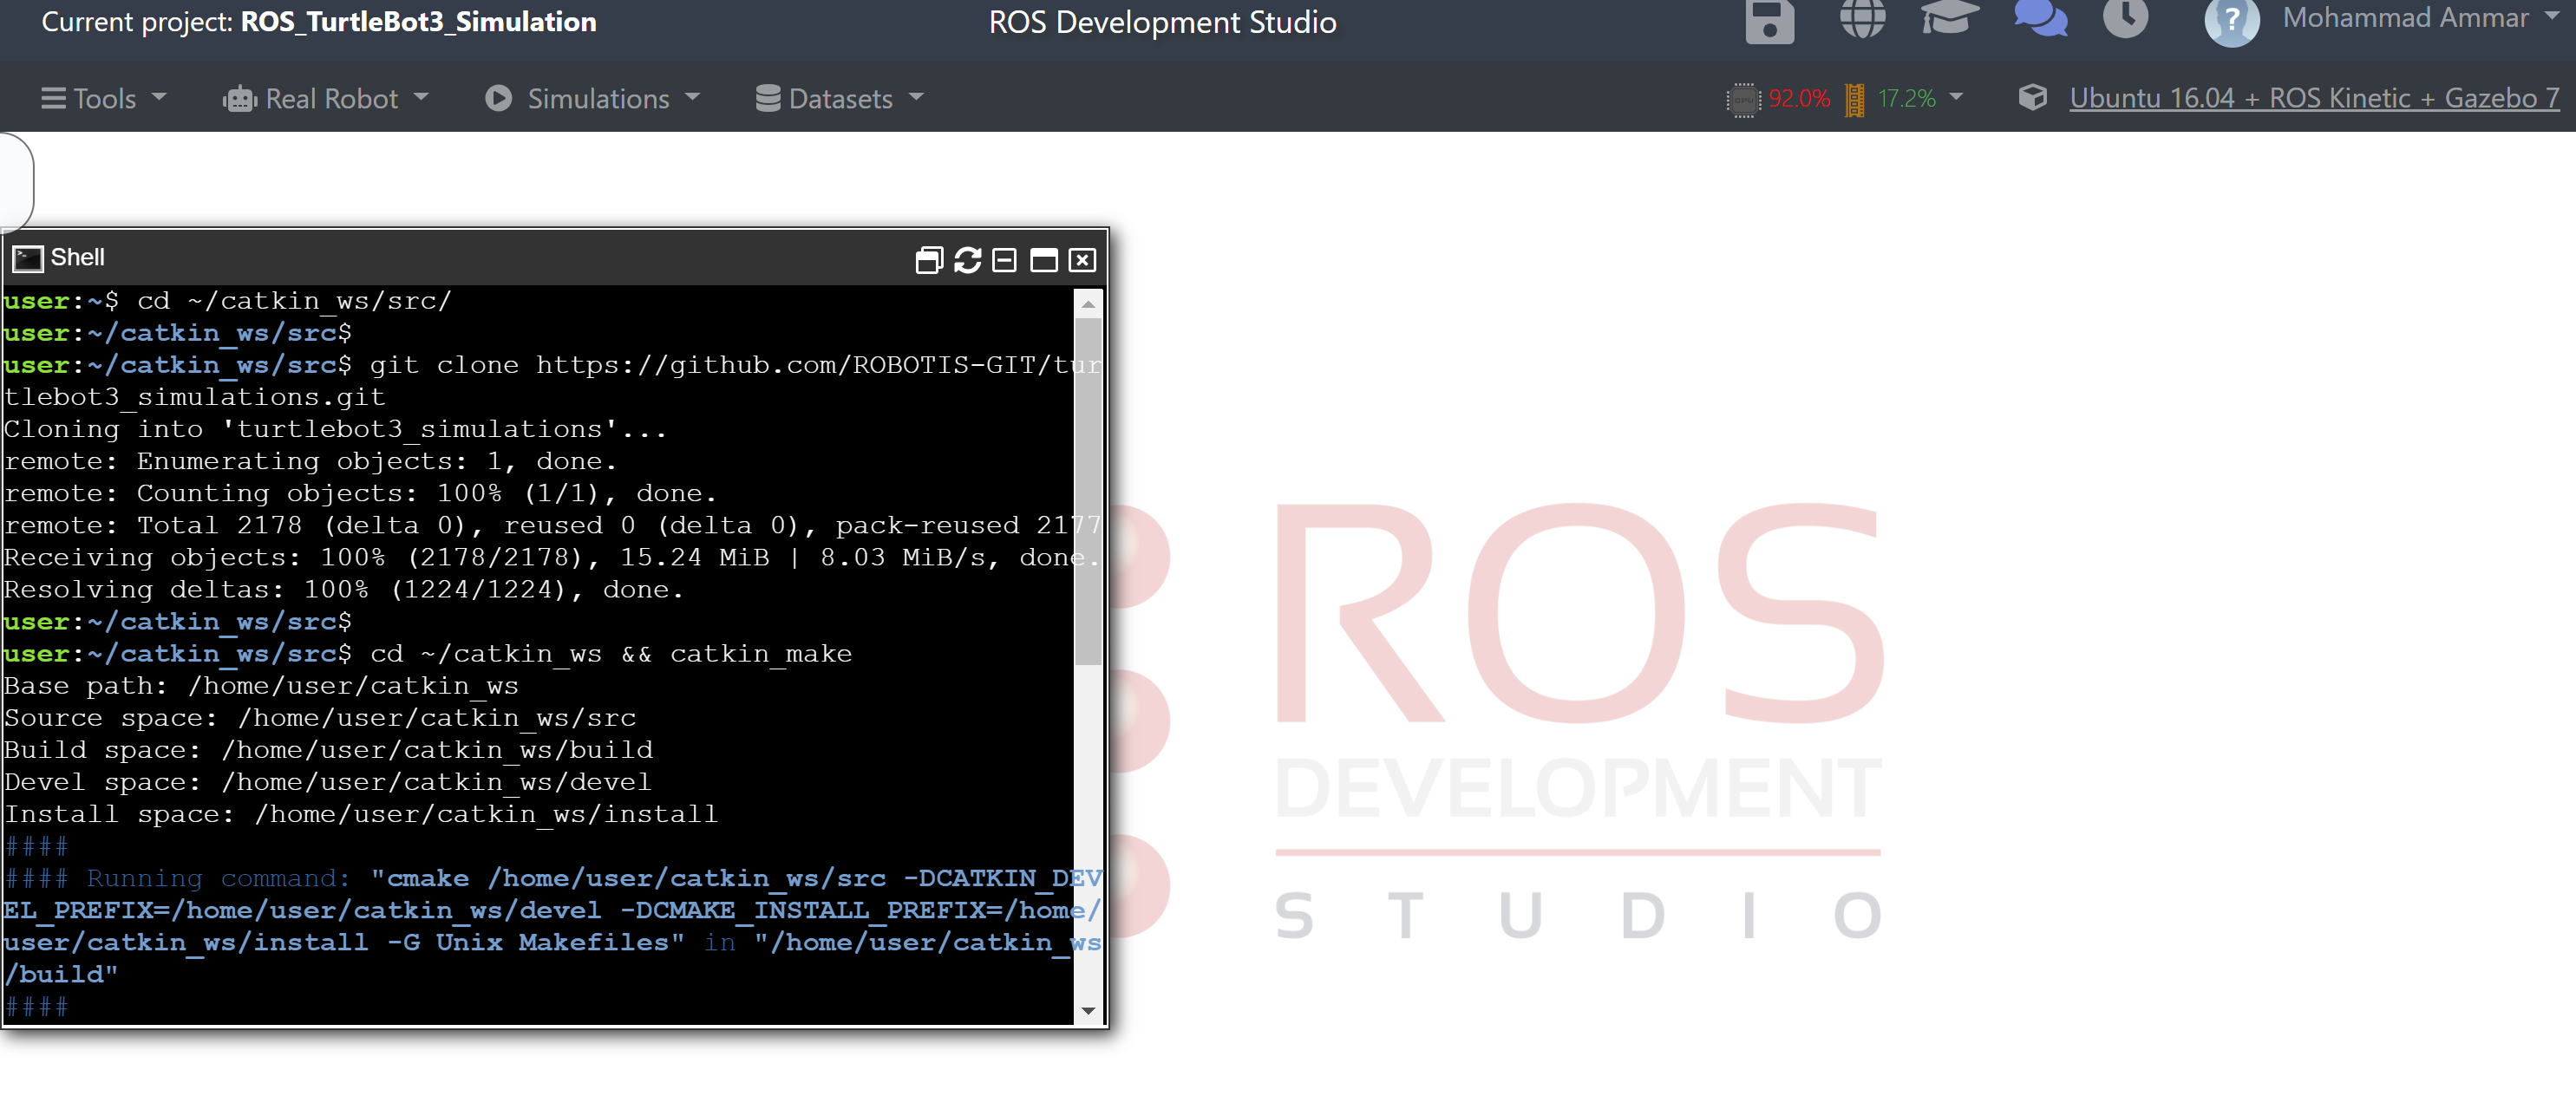 Current project: ROS_TurtleBot3_Simulation
ROS Development Studio
Mohammad Ammar
Tools
Real Robot
Simulations
Datasets
CPU
92.0%
17.2%
Ubuntu 16.04 + ROS Kinetic + Gazebo 7
Shell
user:~$ cd ~/catkin_ws/src/
user:~/catkin_ws/src$
user:~/catkin_ws/src$ git clone https://github.com/ROBOTIS-GIT/tur
tlebot3_simulations.git
Cloning into 'turtlebot3_simulations'...
remote: Enumerating objects: 1, done.
remote: Counting objects: 100% (1/1), done.
remote: Total 2178 (delta 0), reused 0 (delta 0), pack-reused 2177
Receiving objects: 100% (2178/2178), 15.24 MiB | 8.03 MiB/s, done.
Resolving deltas: 100% (1224/1224), done.
user:~/catkin_ws/src$
user:~/catkin_ws/src$ cd ~/catkin_ws && catkin_make
Base path: /home/user/catkin_ws
Source space: /home/user/catkin_ws/src
Build space: /home/user/catkin_ws/build
Devel space: /home/user/catkin_ws/devel
Install space: /home/user/catkin_ws/install
####
#### Running command: "cmake /home/user/catkin_ws/src -DCATKIN_DEV
EL_PREFIX=/home/user/catkin_ws/devel -DCMAKE_INSTALL_PREFIX=/home/
user/catkin_ws/install -G Unix Makefiles" in "/home/user/catkin_ws
/build"
####
ROS
DEVELOPMENT
STUDIO